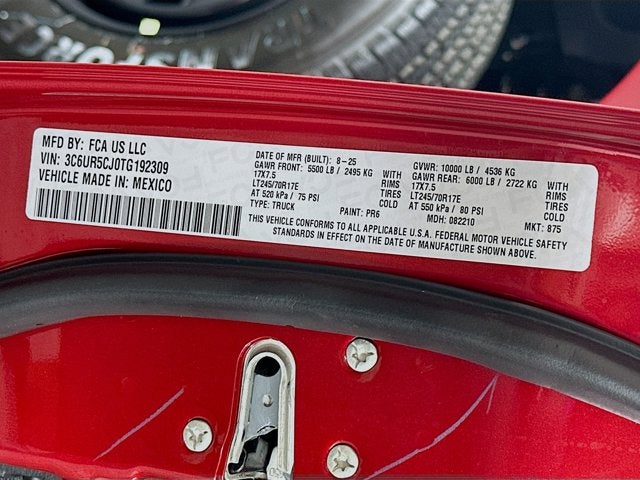 TRANSFORCE
MFD BY: FCA US LLC
VIN: 3C6UR5CJ0TG192309
VEHICLE MADE IN: MEXICO
DATE OF MFR (BUILT): 8-25
GVWR: 10000 LB / 4536 KG
GAWR FRONT: 5500 LB / 2495 KG WITH
GAWR REAR: 6000 LB / 2722 KG WITH
17X7.5 RIMS
17X7.5 RIMS
LT245/70R17E TIRES
LT245/70R17E TIRES
AT 520 kPa / 75 PSI COLD
AT 550 kPa / 80 PSI COLD
TYPE: TRUCK PAINT: PR6 MDH: 082210 MKT: 875
THIS VEHICLE CONFORMS TO ALL APPLICABLE U.S.A. FEDERAL MOTOR VEHICLE SAFETY
STANDARDS IN EFFECT ON THE DATE OF MANUFACTURE SHOWN ABOVE.